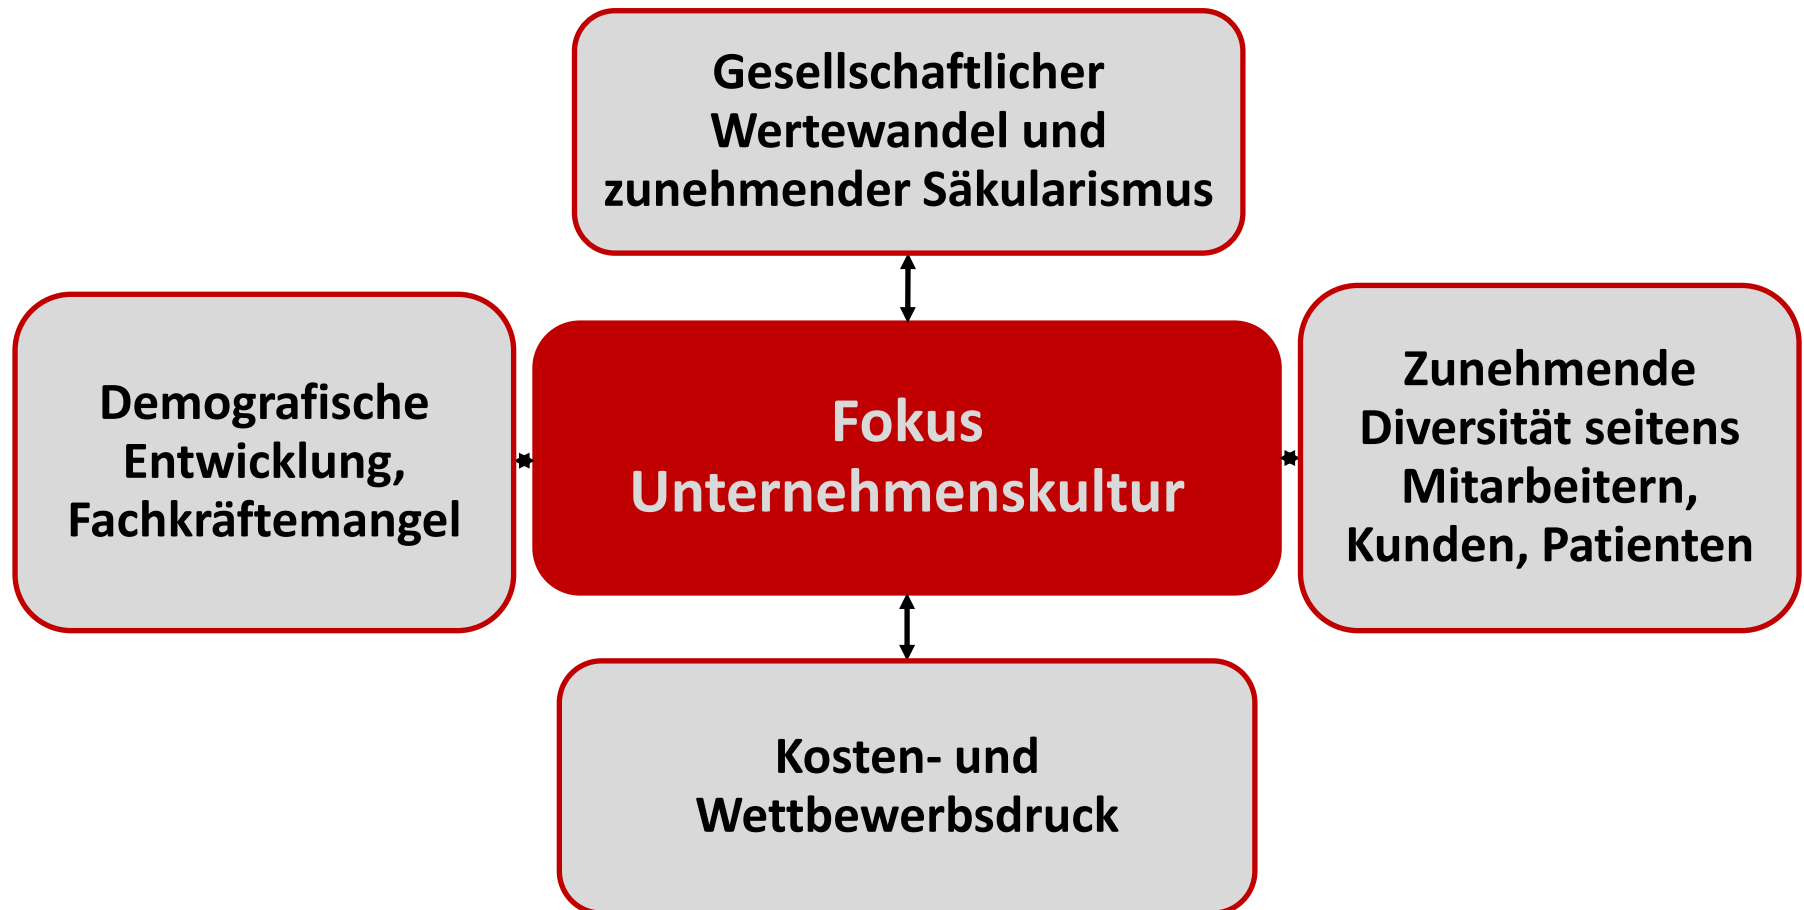 Gesellschaftlicher
Wertewandel und
zunehmender Säkularismus
Demografische
Entwicklung,
Fachkräftemangel
Fokus
Unternehmenskultur
Zunehmende
Diversität seitens
Mitarbeitern,
Kunden, Patienten
Kosten- und
Wettbewerbsdruck